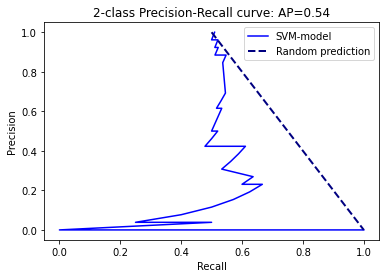 2-class Precision-Recall curve: AP=0.54
SVM-model
Random prediction
Precision
1.0
0.8
0.6
0.4
0.2
0.0
0.0 0.2 0.4 0.6 0.8 1.0
Recall